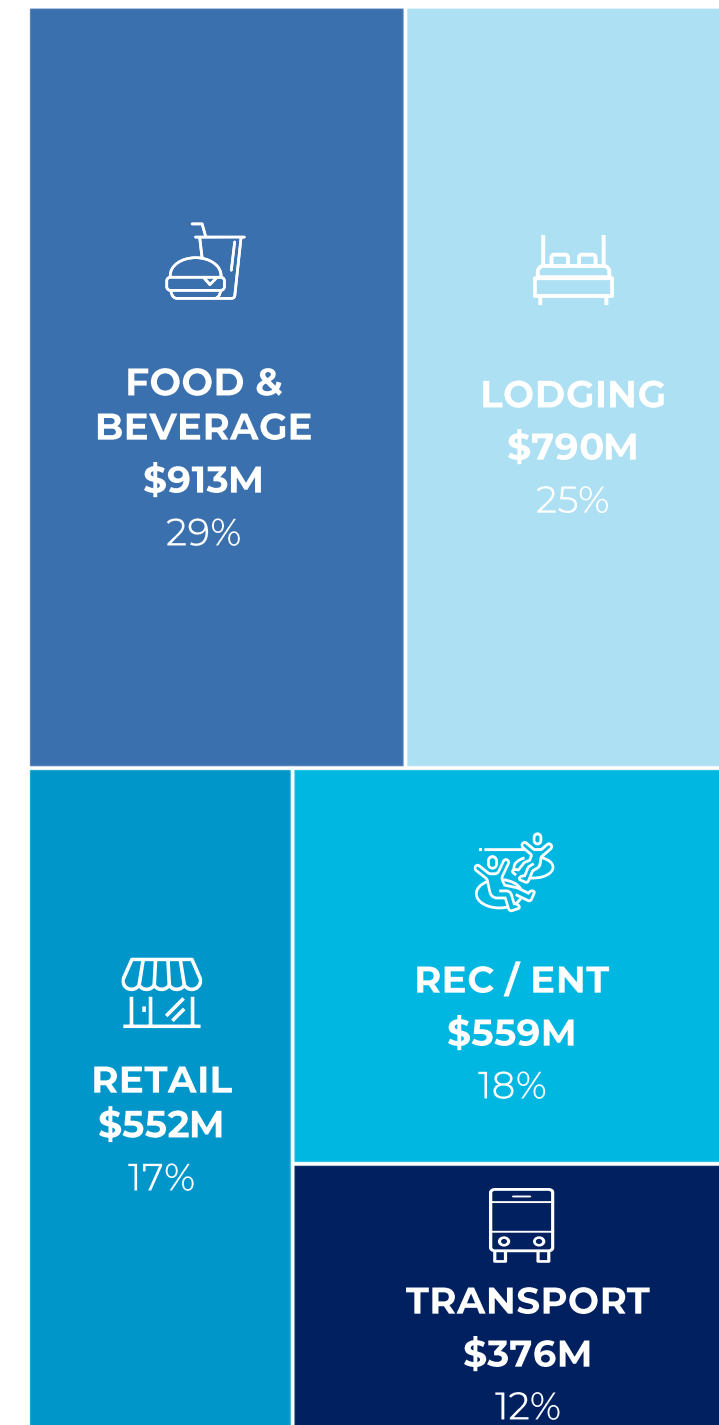 FOOD &
BEVERAGE
$913M
29%
LODGING
$790M
25%
RETAIL
$552M
17%
REC / ENT
$559M
18%
TRANSPORT
$376M
12%